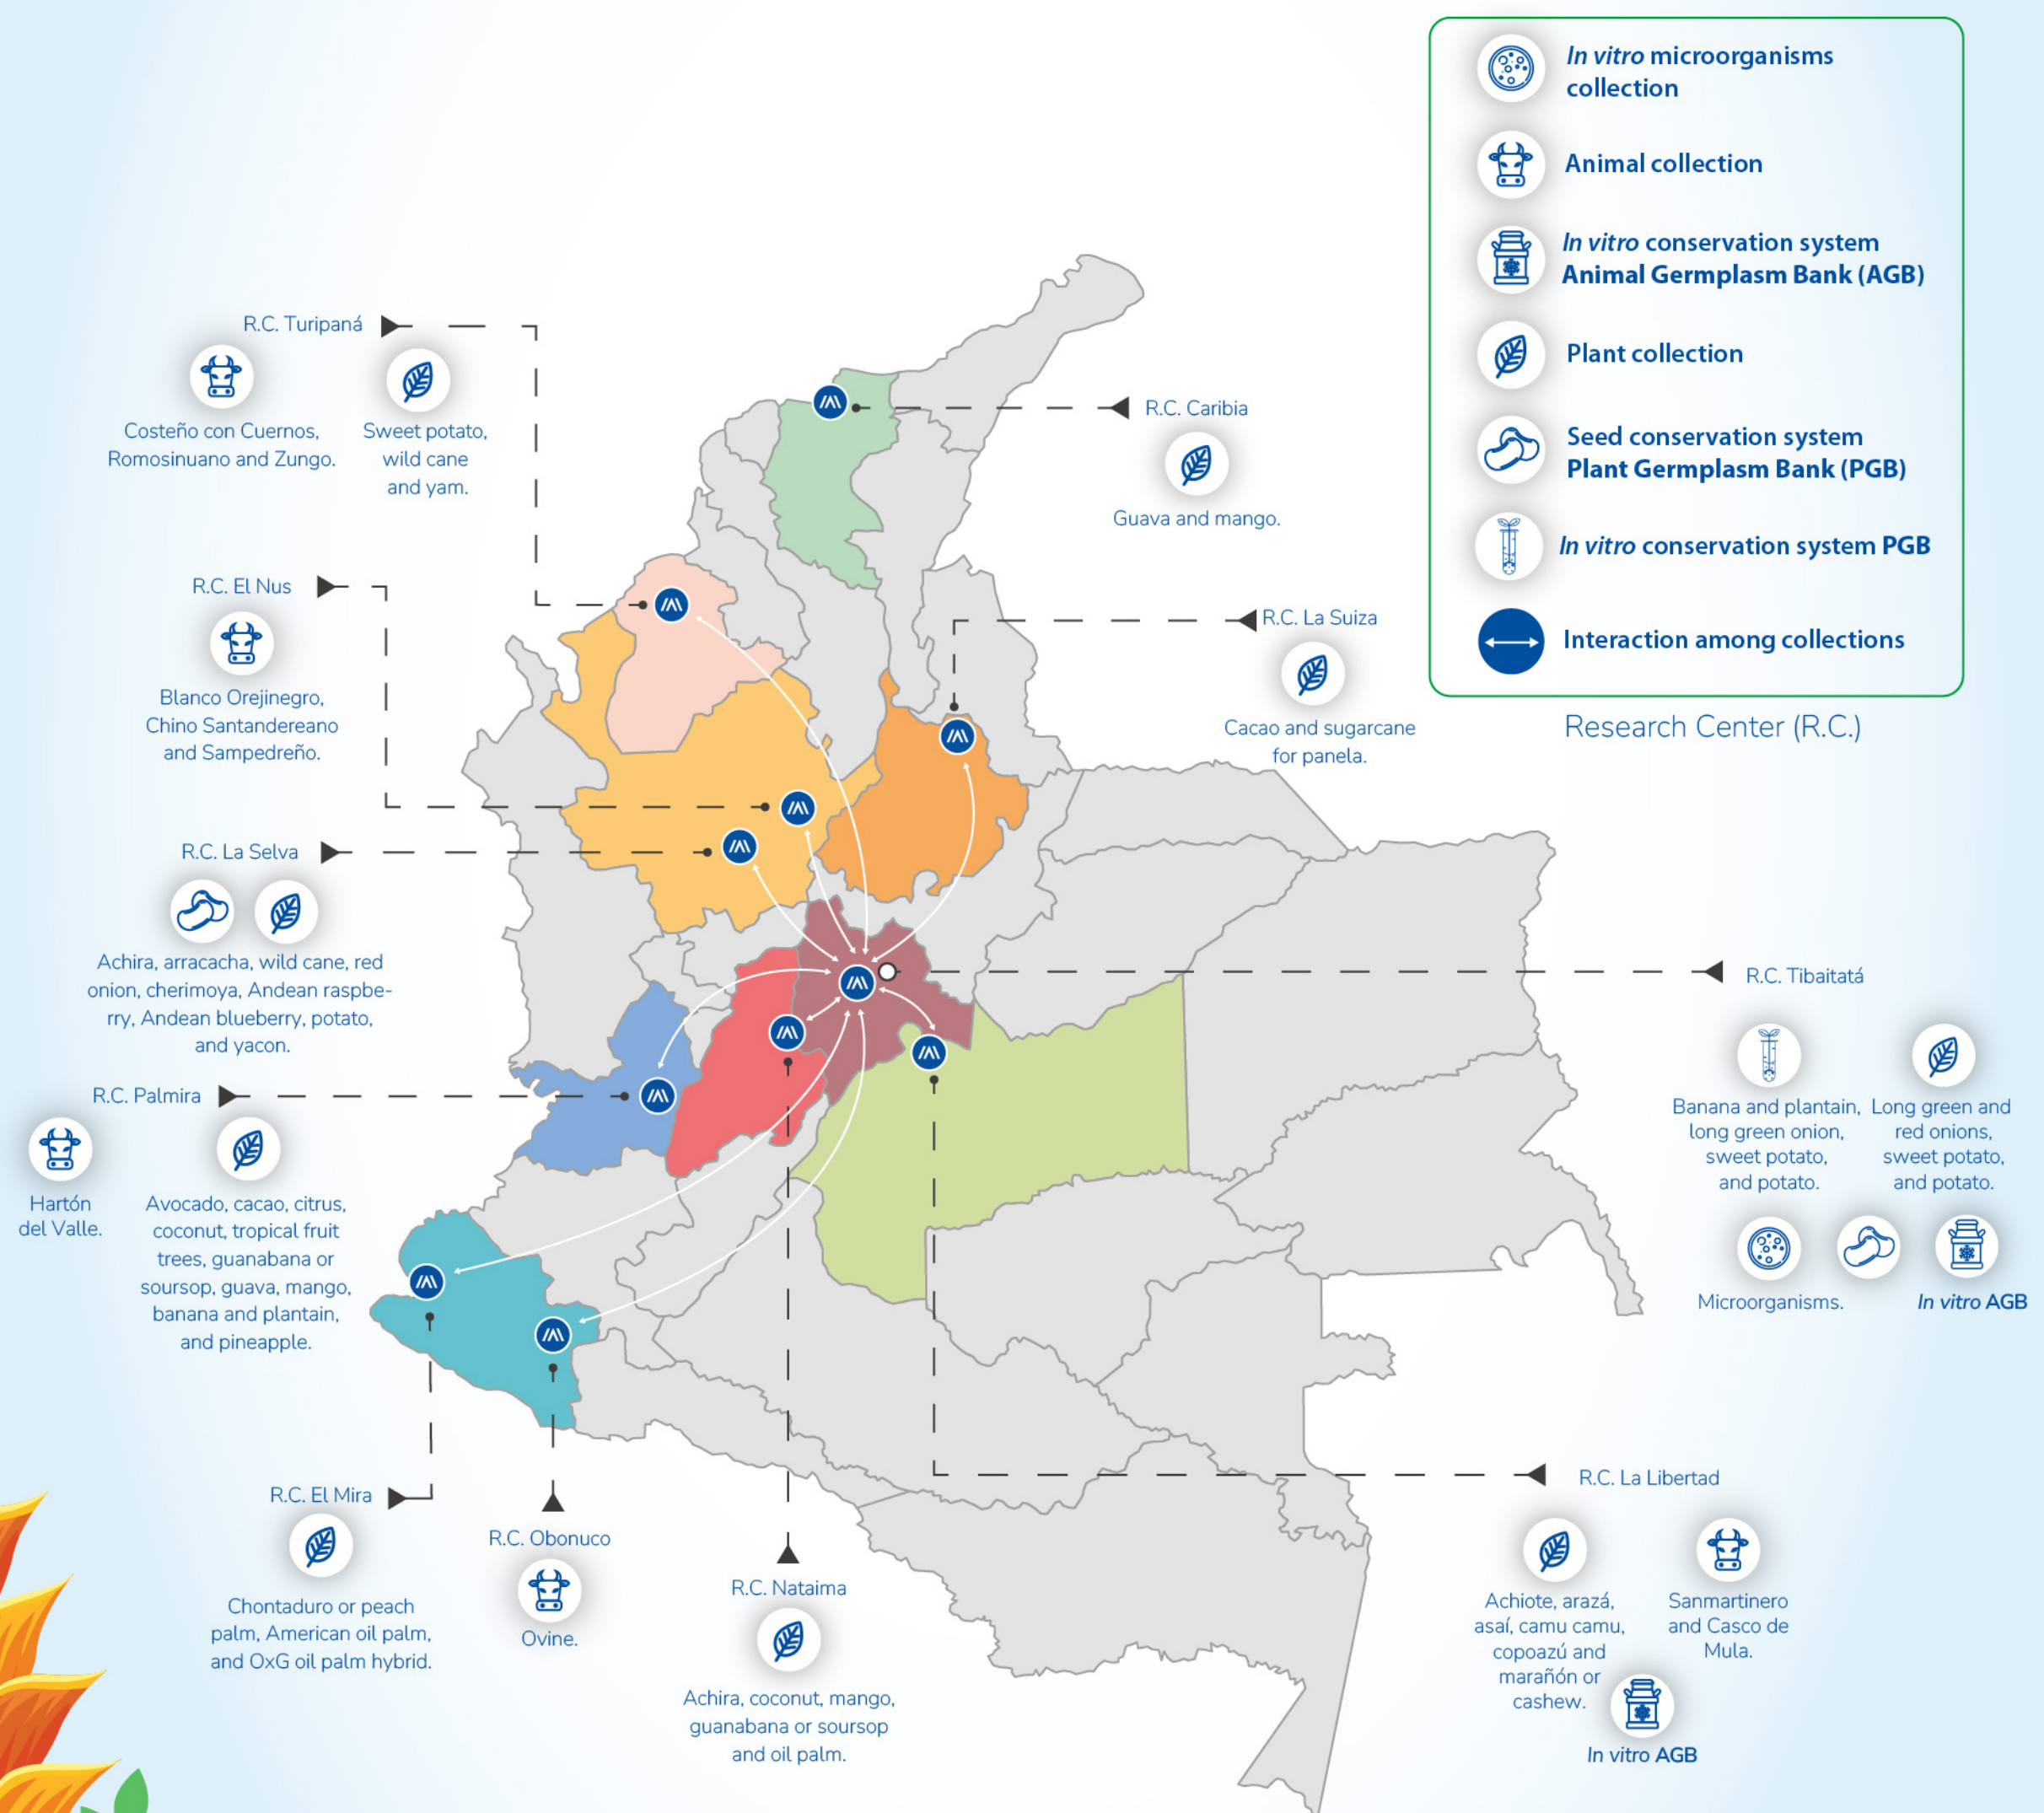 In vitro microorganisms
collection
Animal collection
In vitro conservation system
Animal Germplasm Bank (AGB)
Plant collection
Seed conservation system
Plant Germplasm Bank (PGB)
In vitro conservation system PGB
Interaction among collections
Research Center (R.C.)
R.C. Turipaná
Costeño con Cuernos,
Romosinuano and Zungo.
Sweet potato,
wild cane
and yam.
R.C. Caribia
Guava and mango.
R.C. El Nus
Blanco Orejinegro,
Chino Santandereano
and Sampedreño.
R.C. La Suiza
Cacao and sugarcane
for panela.
R.C. La Selva
Achira, arracacha, wild cane, red
onion, cherimoya, Andean raspbe-
rry, Andean blueberry, potato,
and yacon.
R.C. Tibaitatá
Banana and plantain,
long green onion,
sweet potato,
and potato.
Long green and
red onions,
sweet potato,
and potato.
Microorganisms.
In vitro AGB
R.C. Palmira
Hartón
del Valle.
Avocado, cacao, citrus,
coconut, tropical fruit
trees, guanabana or
soursop, guava, mango,
banana and plantain,
and pineapple.
R.C. El Mira
Chontaduro or peach
palm, American oil palm,
and OxG oil palm hybrid.
R.C. Obonuco
Ovine.
R.C. Nataima
Achira, coconut, mango,
guanabana or soursop
and oil palm.
R.C. La Libertad
Achiote, arazá,
asaí, camu camu,
copoazú and
marañón or
cashew.
Sanmartinero
and Casco de
Mula.
In vitro AGB